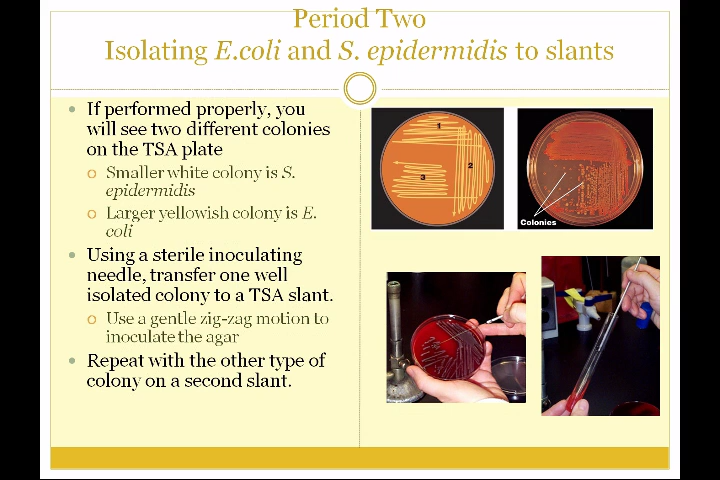 Period Two
Isolating E.coli and S. epidermidis to slants
• If performed properly, you
will see two different colonies
on the TSA plate
o Smaller white colony is S.
epidermidis
o Larger yellowish colony is E.
coli
• Using a sterile inoculating
needle, transfer one well
isolated colony to a TSA slant.
o Use a gentle zig-zag motion to
inoculate the agar
• Repeat with the other type of
colony on a second slant.
1
2
3
Colonies